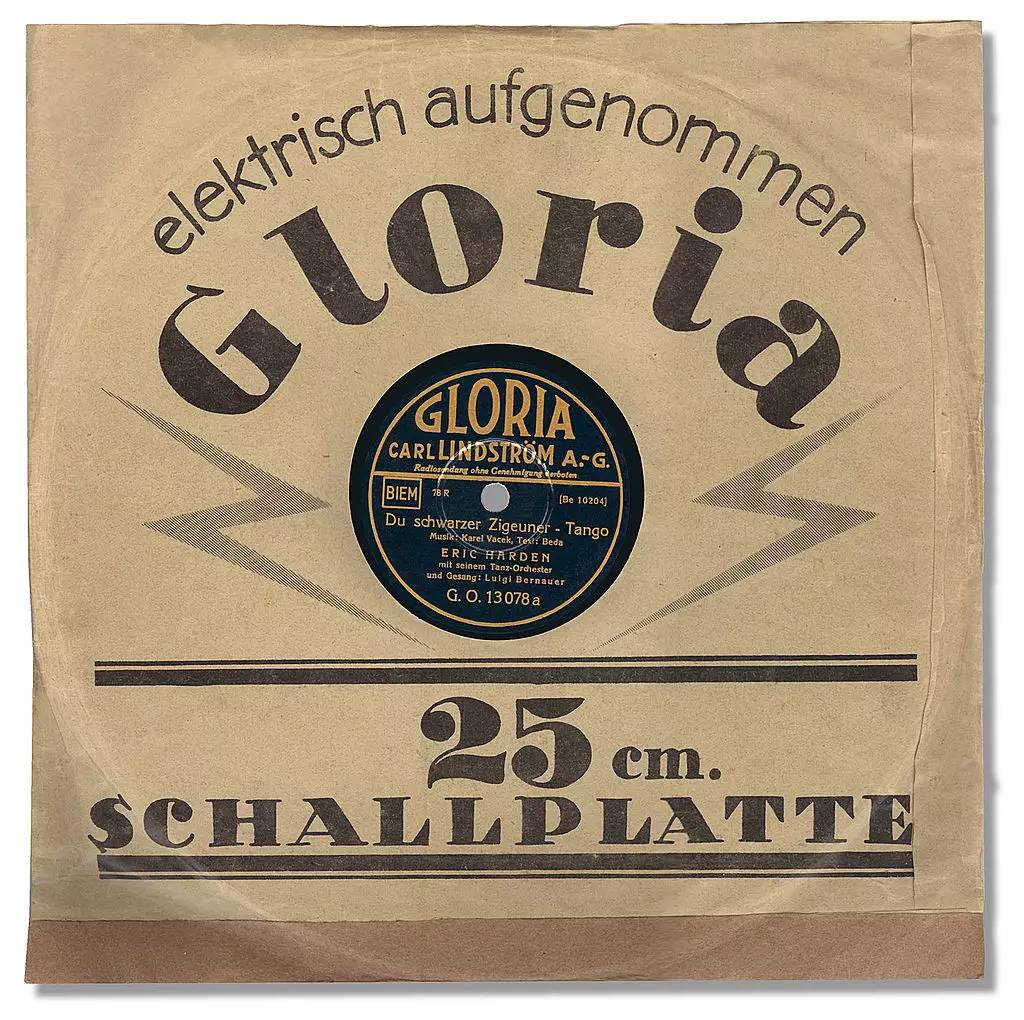 elektrisch aufgenommen
Gloria
GLORIA
CARL LINDSTRÖM A.-G.
Radiosendung ohne Genehmigung verboten
BIEM 78 R [Be 10204]
Du schwarzer Zigeuner - Tango
Musik: Karel Vacek, Text: Beda
ERIC HARDEN
mit seinem Tanz-Orchester
und Gesang: Luigi Bernauer
G. O. 13078 a
25 cm.
SCHALLPLATTE